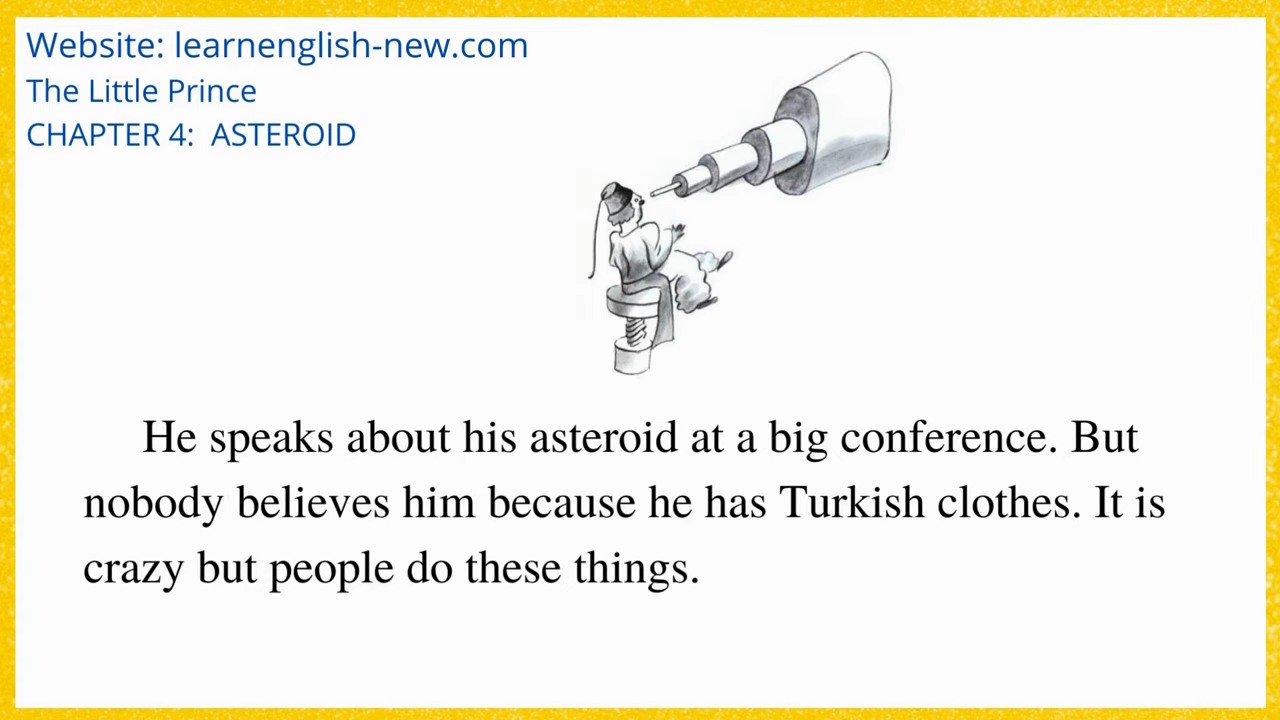 Website: learnenglish-new.com
The Little Prince
CHAPTER 4:  ASTEROID
He speaks about his asteroid at a big conference. But
nobody believes him because he has Turkish clothes. It is
crazy but people do these things.